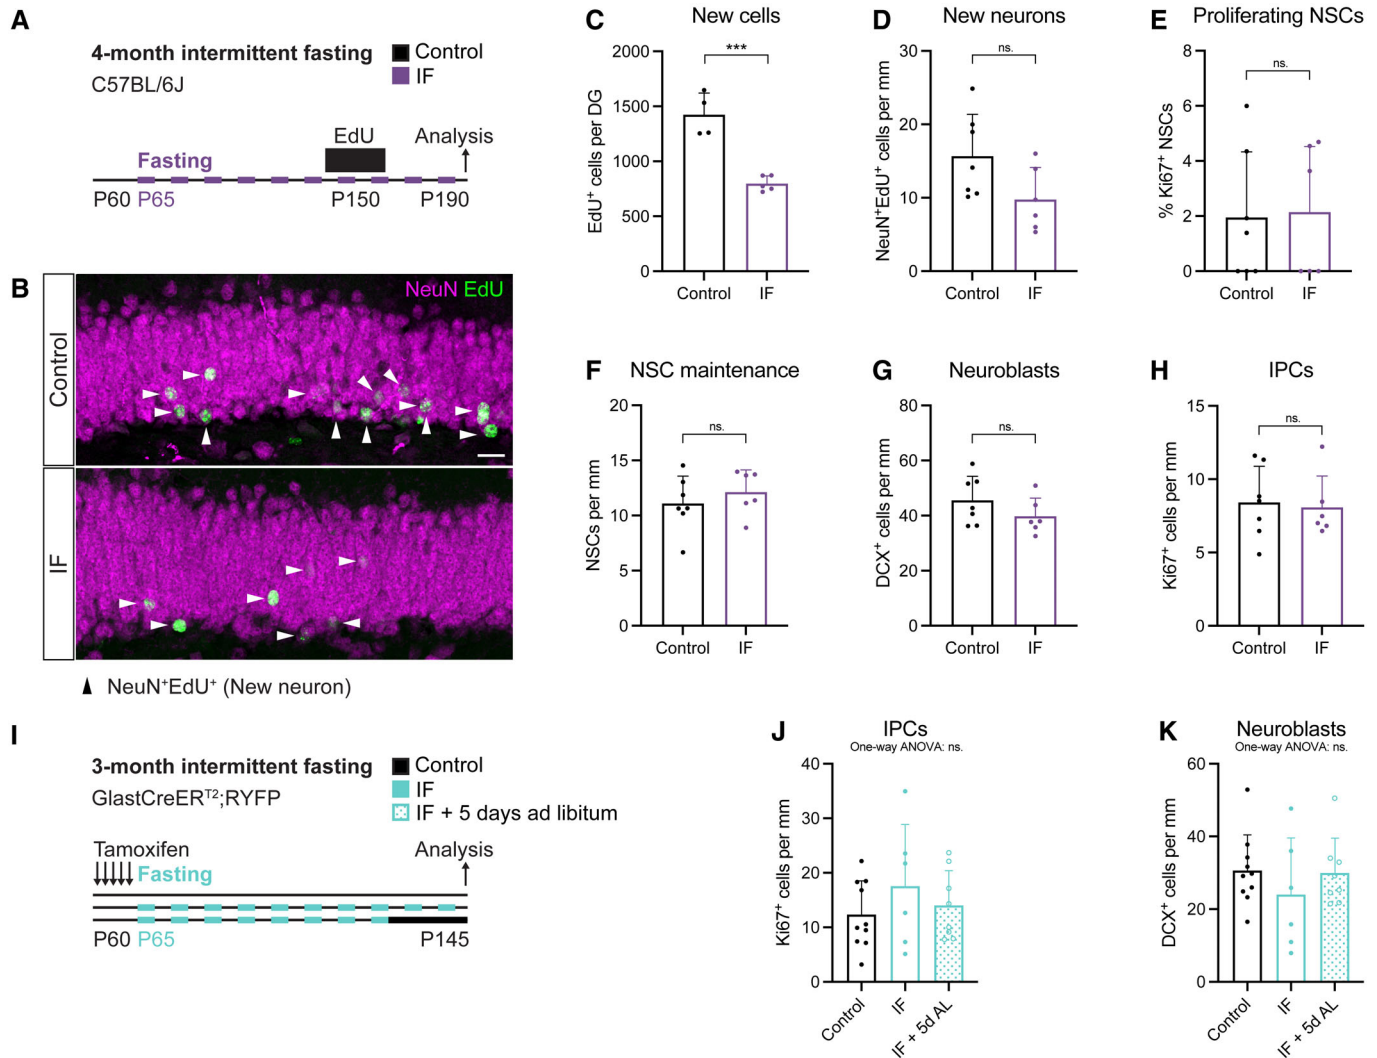 A
4-month intermittent fasting
C57BL/6J
Control
IF
EdU
Analysis
Fasting
P60 P65 P150 P190
B
Control
NeuN EdU
IF
NeuN⁺EdU⁺ (New neuron)
C New cells
EdU⁺ cells per DG
2000
1500
1000
500
0
***
Control IF
D New neurons
NeuN⁺EdU⁺ cells per mm
30
20
10
0
ns.
Control IF
E Proliferating NSCs
% Ki67⁺ NSCs
8
6
4
2
0
ns.
Control IF
F NSC maintenance
NSCs per mm
20
15
10
5
0
ns.
Control IF
G Neuroblasts
DCX⁺ cells per mm
80
60
40
20
0
ns.
Control IF
H IPCs
Ki67⁺ cells per mm
15
10
5
0
ns.
Control IF
I
3-month intermittent fasting
GlastCreERᵀ²;RYFP
Control
IF
IF + 5 days ad libitum
Tamoxifen
Analysis
Fasting
P60 P65 P145
J IPCs
One-way ANOVA: ns.
Ki67⁺ cells per mm
40
30
20
10
0
Control IF IF + 5d AL
K Neuroblasts
One-way ANOVA: ns.
DCX⁺ cells per mm
60
40
20
0
Control IF IF + 5d AL